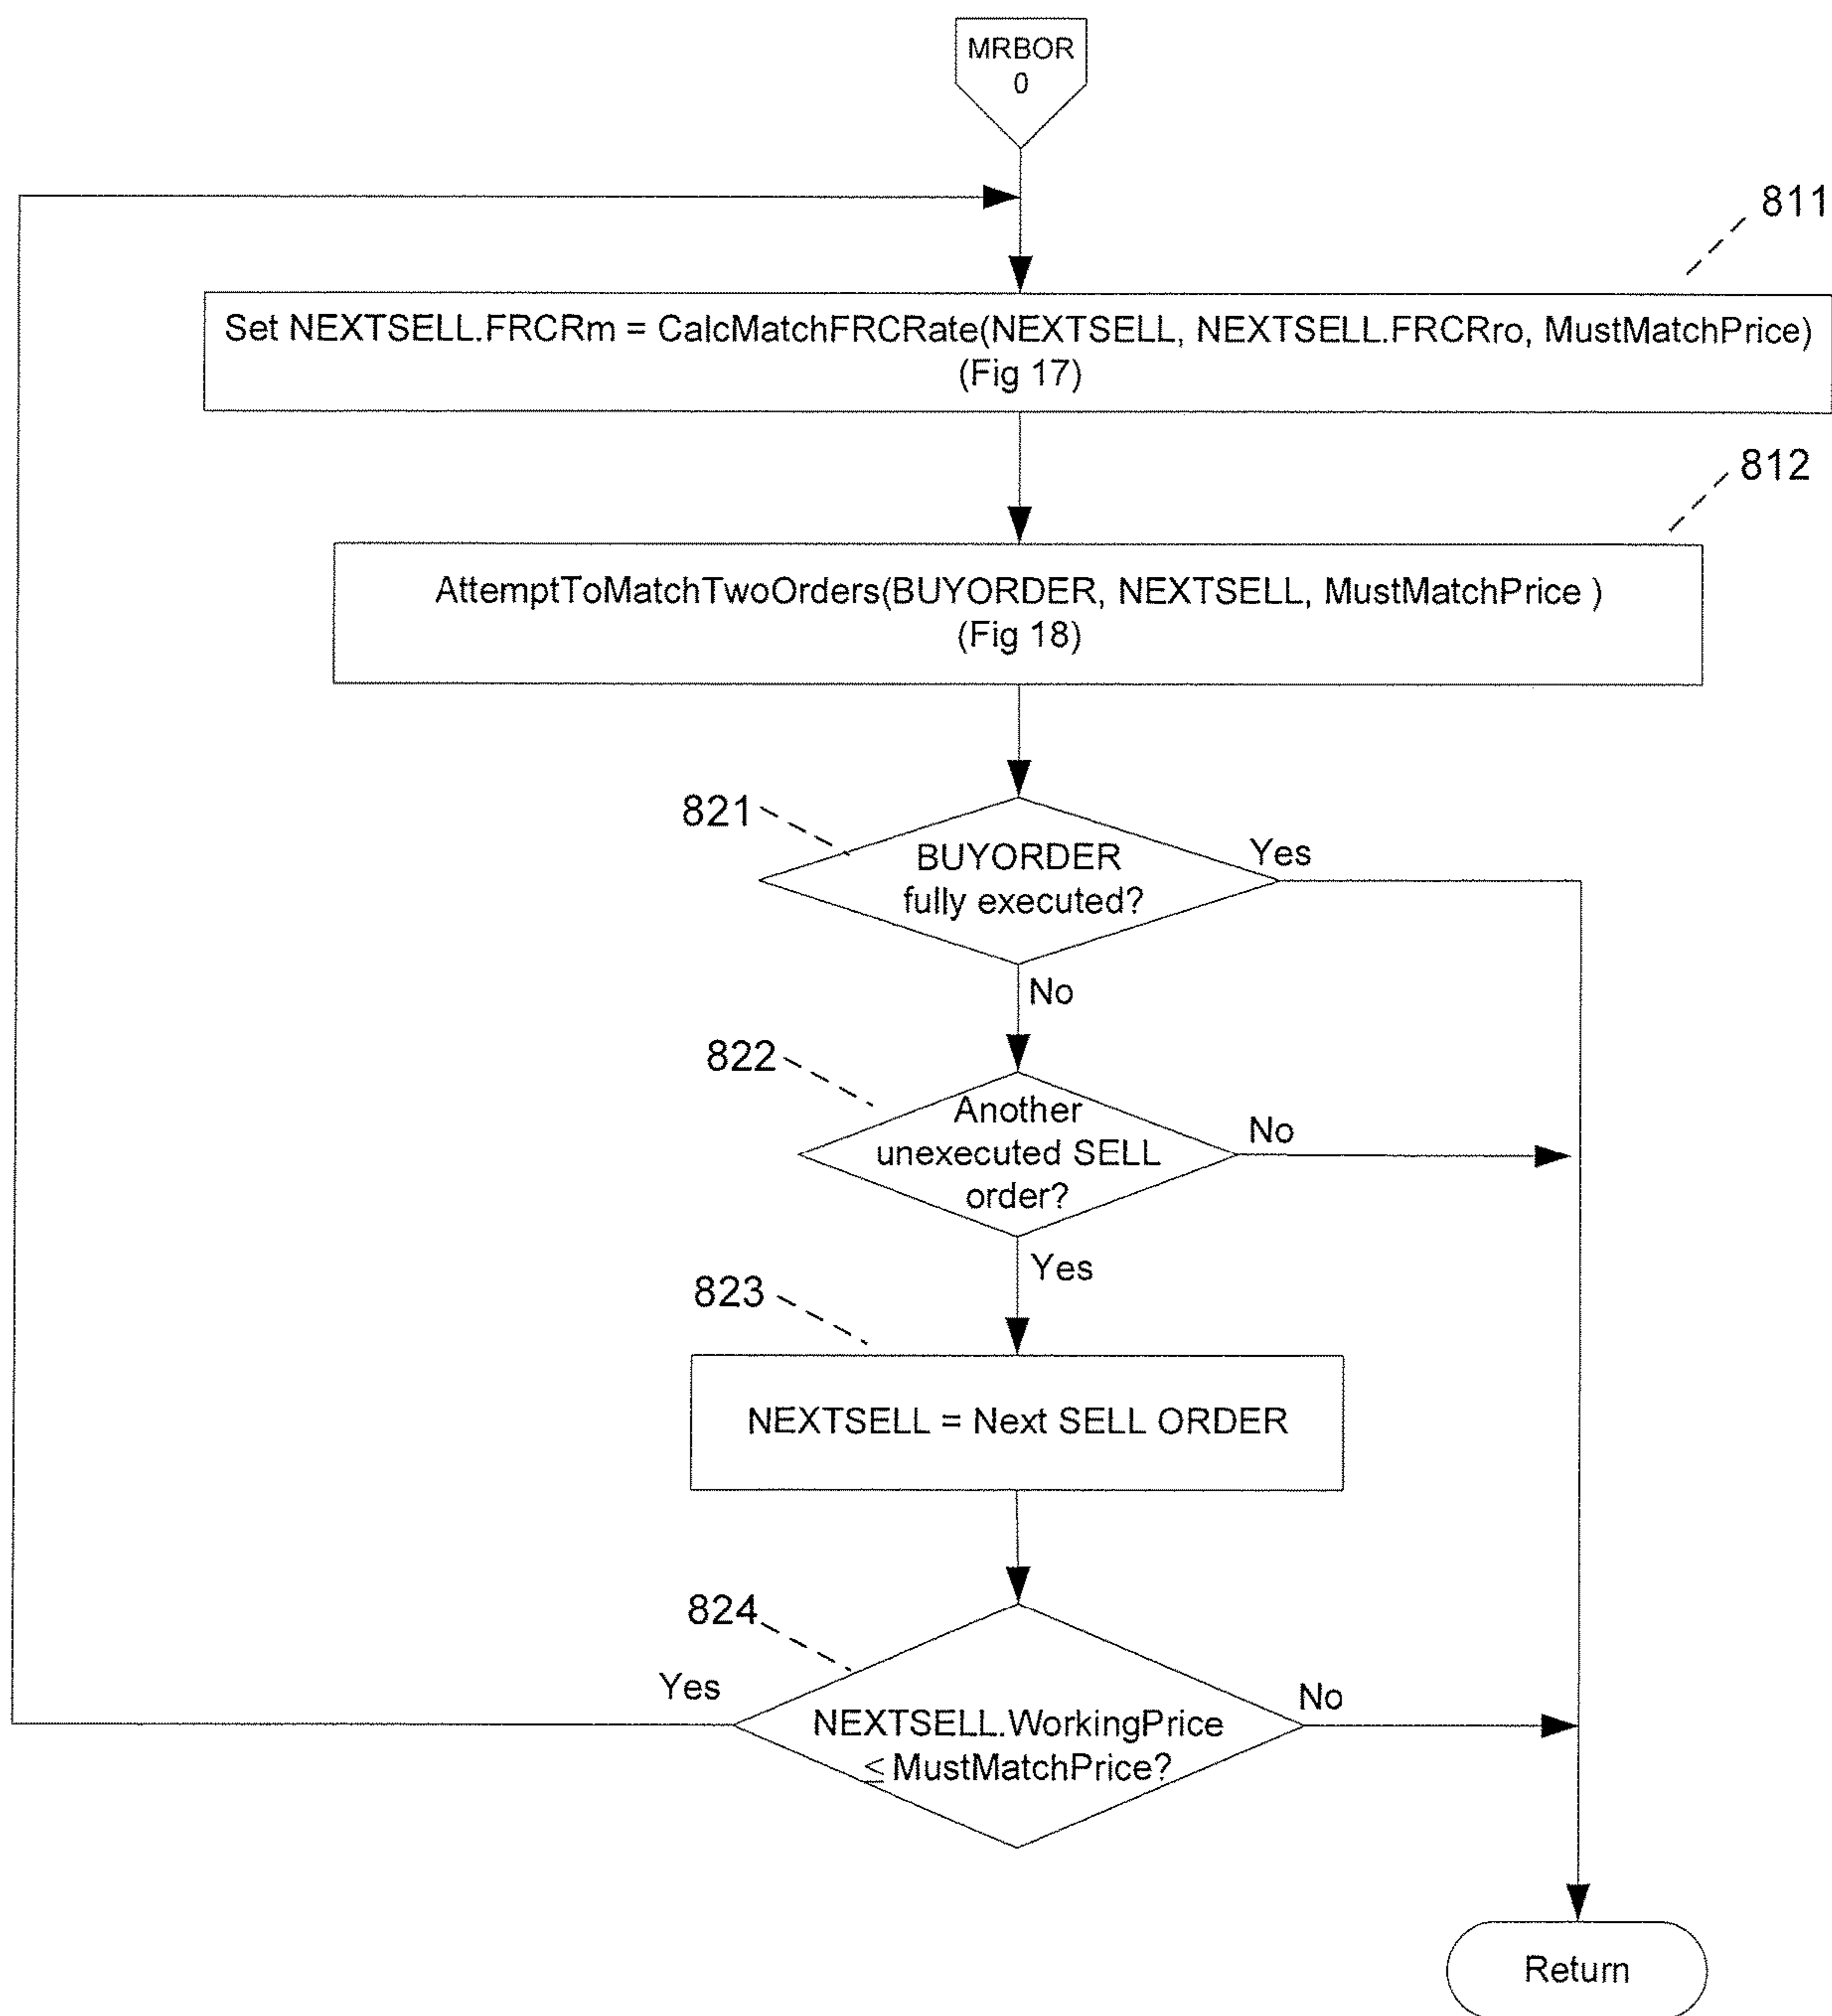 MRBOR
0
811
Set NEXTSELL.FRCRm = CalcMatchFRCRate(NEXTSELL, NEXTSELL.FRCRro, MustMatchPrice)
(Fig 17)
812
AttemptToMatchTwoOrders(BUYORDER, NEXTSELL, MustMatchPrice )
(Fig 18)
821
BUYORDER
fully executed?
Yes
No
822
Another
unexecuted SELL
order?
No
Yes
823
NEXTSELL = Next SELL ORDER
824
Yes
NEXTSELL.WorkingPrice
≤ MustMatchPrice?
No
Return